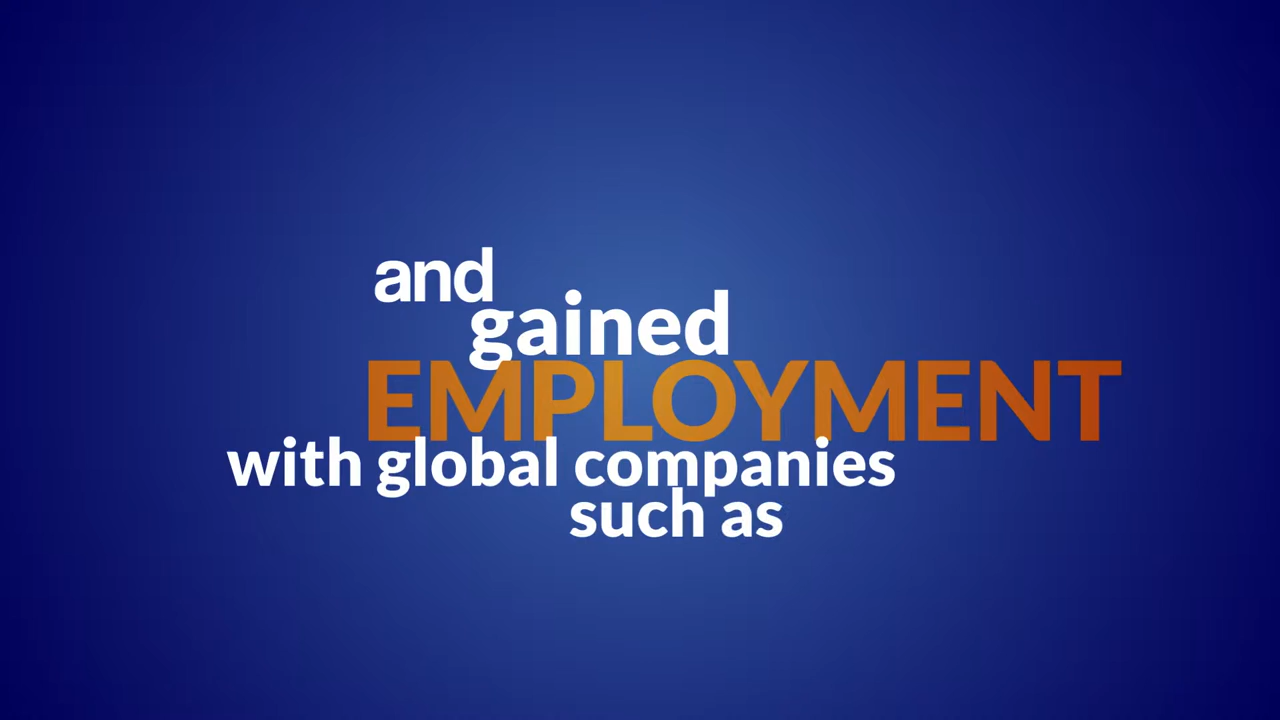 and
gained
EMPLOYMENT
with global companies
such as